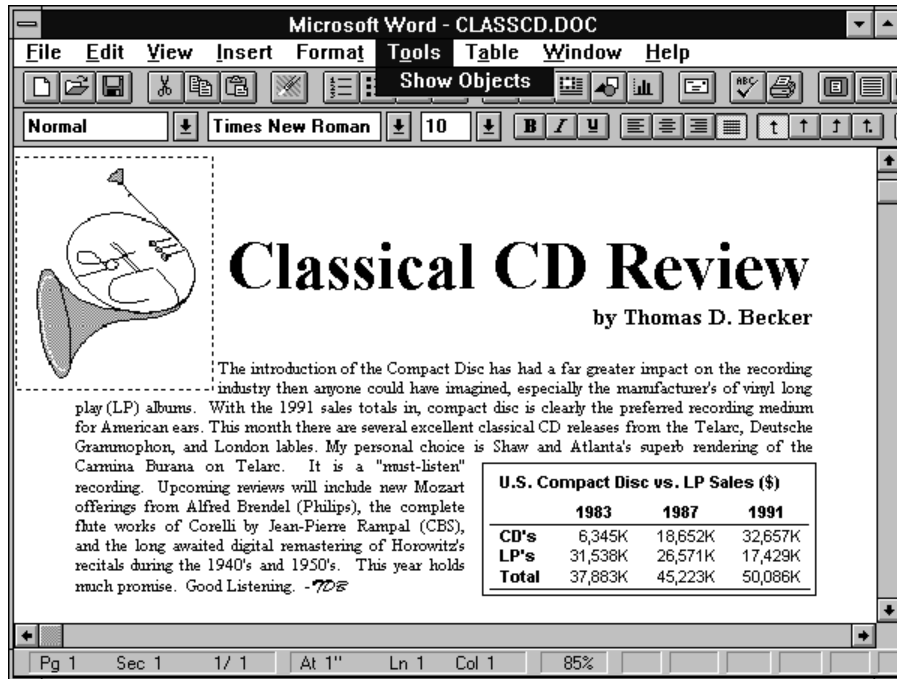 Microsoft Word - CLASSCD.DOC
File Edit View Insert Format Tools Table Window Help
Show Objects
ABC
Normal Times New Roman 10 B I U
Classical CD Review
by Thomas D. Becker
The introduction of the Compact Disc has had a far greater impact on the recording
industry then anyone could have imagined, especially the manufacturer's of vinyl long
play (LP) albums. With the 1991 sales totals in, compact disc is clearly the preferred recording medium
for American ears. This month there are several excellent classical CD releases from the Telarc, Deutsche
Grammophon, and London lables. My personal choice is Shaw and Atlanta's superb rendering of the
Carmina Burana on Telarc. It is a "must-listen"
recording. Upcoming reviews will include new Mozart
offerings from Alfred Brendel (Philips), the complete
flute works of Corelli by Jean-Pierre Rampal (CBS),
and the long awaited digital remastering of Horowitz's
recitals during the 1940's and 1950's. This year holds
much promise. Good Listening. -TDB
U.S. Compact Disc vs. LP Sales ($)
1983 1987 1991
CD's 6,345K 18,652K 32,657K
LP's 31,538K 26,571K 17,429K
Total 37,883K 45,223K 50,086K
Pg 1 Sec 1 1/ 1 At 1" Ln 1 Col 1 85%